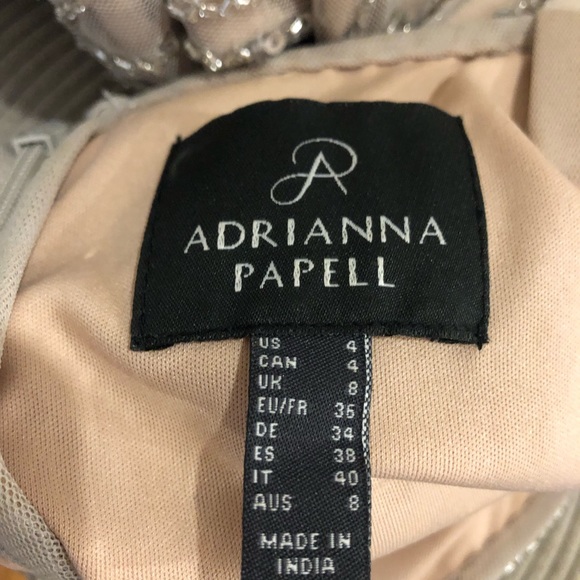 ADRIANNA
PAPELL
US 4
CAN 4
UK 8
EU/FR 36
DE 34
ES 38
IT 40
AUS 8
MADE IN
INDIA